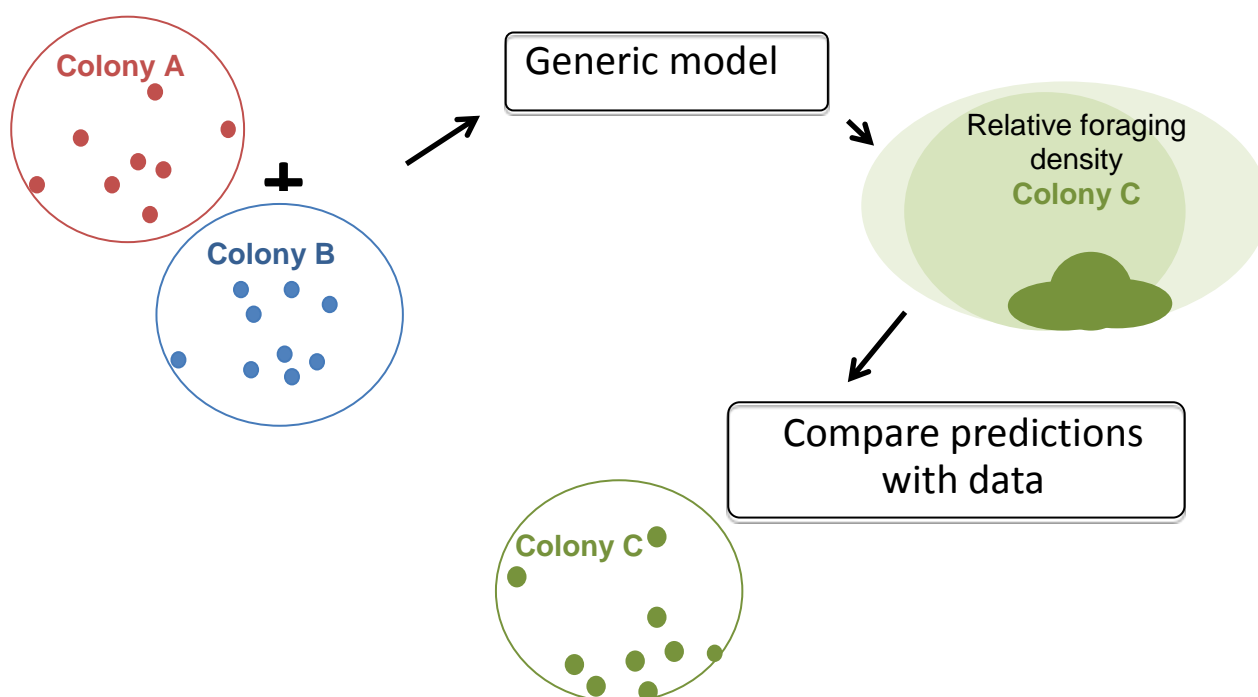 Colony A
+
Colony B
Generic model
Relative foraging
density
Colony C
Compare predictions
with data
Colony C